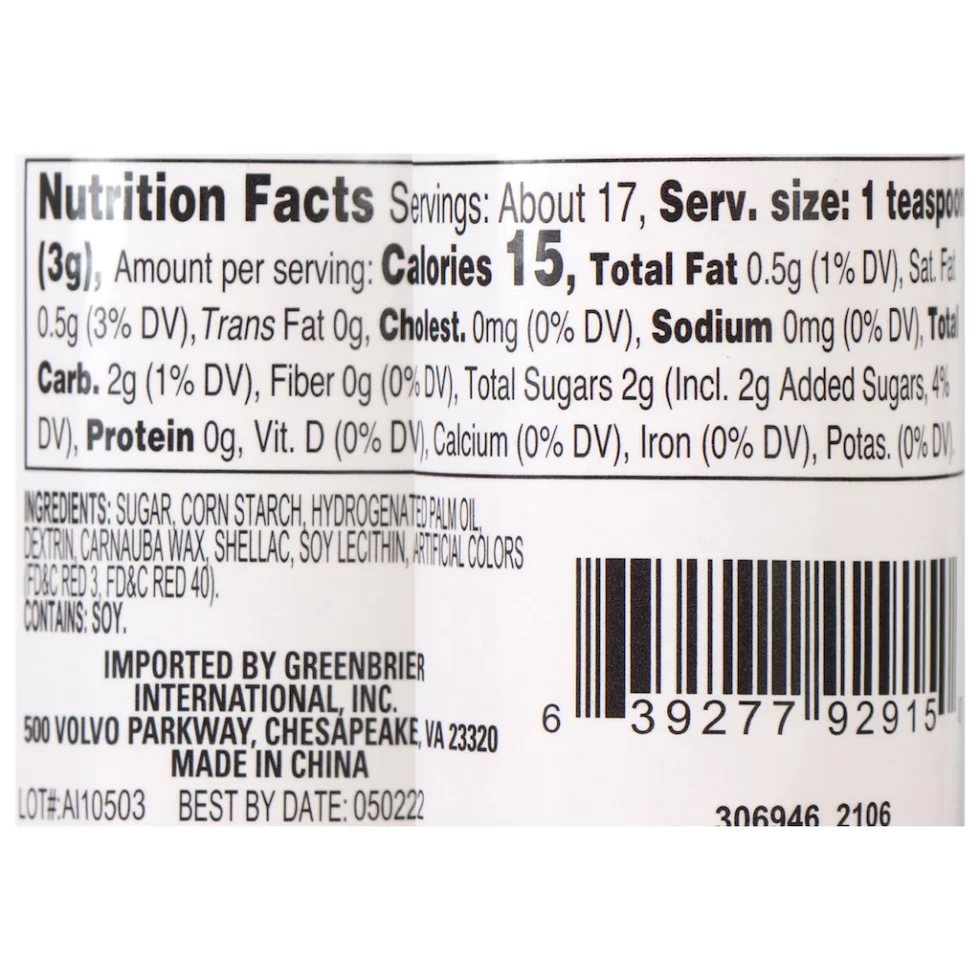 Nutrition Facts Servings: About 17, Serv. size: 1 teaspoon
(3g), Amount per serving: Calories 15, Total Fat 0.5g (1% DV), Sat. Fat
0.5g (3% DV), Trans Fat 0g, Cholest. 0mg (0% DV), Sodium 0mg (0% DV), Total
Carb. 2g (1% DV), Fiber 0g (0% DV), Total Sugars 2g (Incl. 2g Added Sugars, 4%
DV), Protein 0g, Vit. D (0% DV), Calcium (0% DV), Iron (0% DV), Potas. (0% DV).
INGREDIENTS: SUGAR, CORN STARCH, HYDROGENATED PALM OIL,
DEXTRIN, CARNAUBA WAX, SHELLAC, SOY LECITHIN, ARTIFICIAL COLORS
(FD&C RED 3, FD&C RED 40).
CONTAINS: SOY.
IMPORTED BY GREENBRIER
INTERNATIONAL, INC.
500 VOLVO PARKWAY, CHESAPEAKE, VA 23320
MADE IN CHINA
LOT#:AI10503 BEST BY DATE: 050222
6 39277 92915
306946 2106